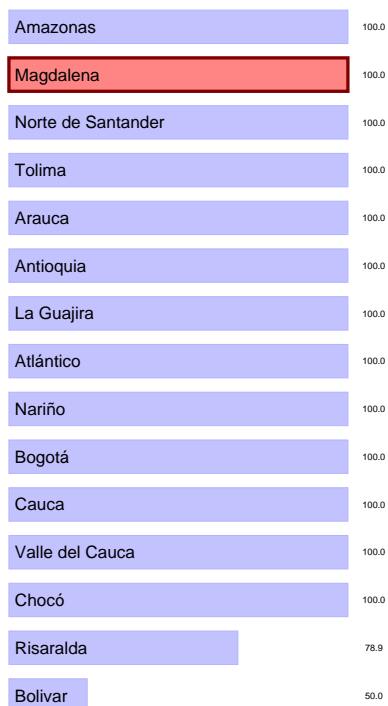 Amazonas 100.0
Magdalena 100.0
Norte de Santander 100.0
Tolima 100.0
Arauca 100.0
Antioquia 100.0
La Guajira 100.0
Atlántico 100.0
Nariño 100.0
Bogotá 100.0
Cauca 100.0
Valle del Cauca 100.0
Chocó 100.0
Risaralda 78.9
Bolivar 50.0